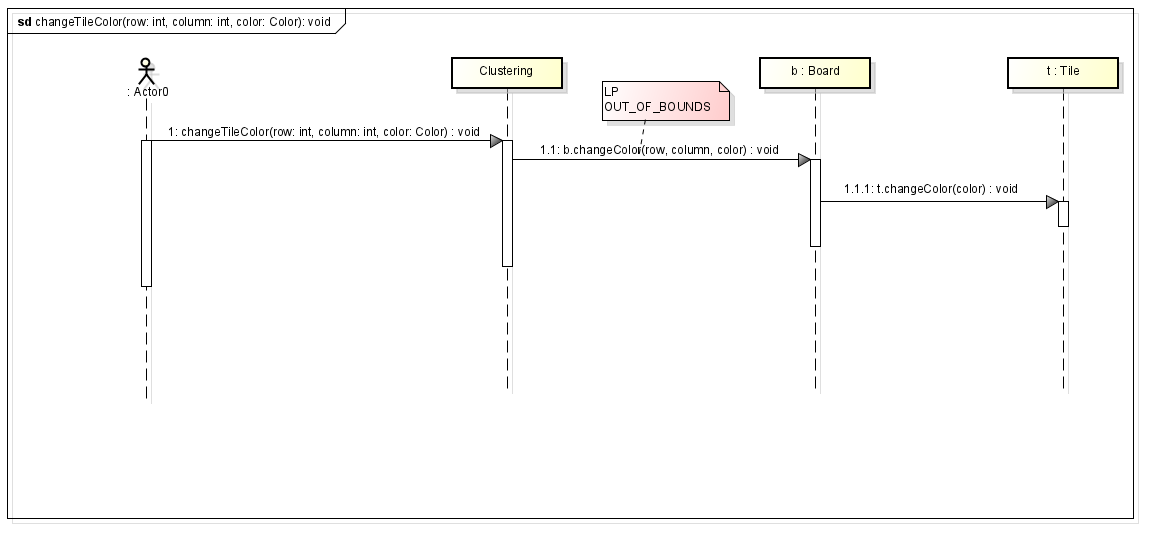 sd changeTileColor(row: int, column: int, color: Color): void
: Actor0
Clustering
b : Board
t : Tile
LP
OUT_OF_BOUNDS
1: changeTileColor(row: int, column: int, color: Color) : void
1.1: b.changeColor(row, column, color) : void
1.1.1: t.changeColor(color) : void